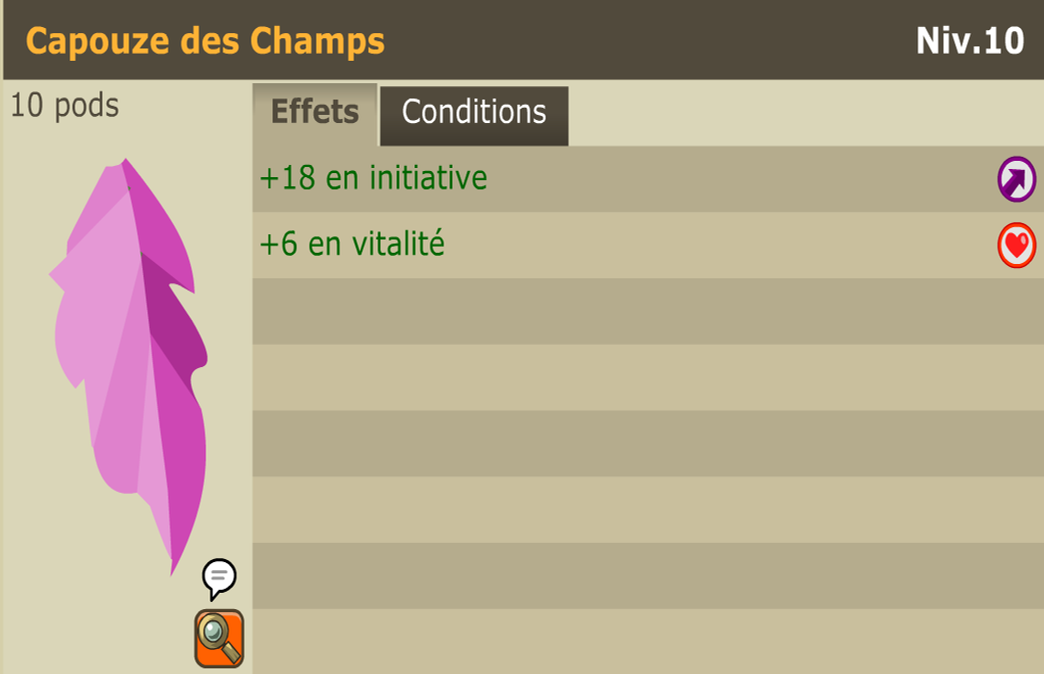 Capouze des Champs
Niv.10
10 pods
Effets
Conditions
+18 en initiative
+6 en vitalité